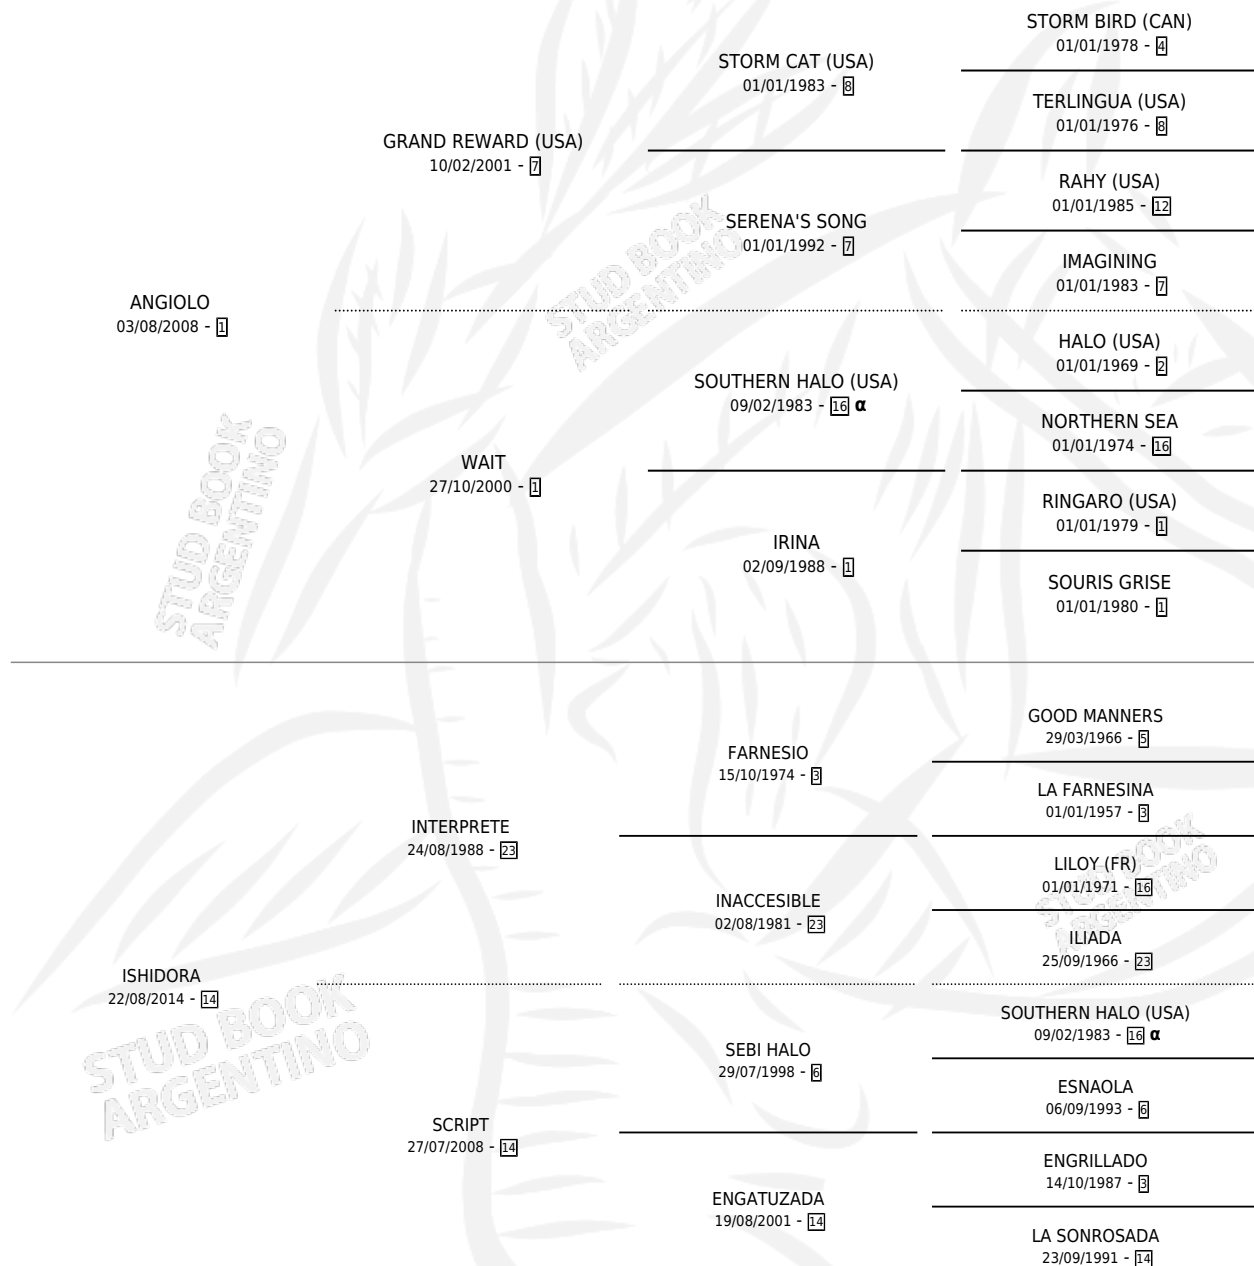 STORM BIRD (CAN)
01/01/1978 - 4
STORM CAT (USA)
01/01/1983 - 8
TERLINGUA (USA)
01/01/1976 - 8
GRAND REWARD (USA)
10/02/2001 - 7
RAHY (USA)
01/01/1985 - 12
SERENA'S SONG
01/01/1992 - 7
IMAGINING
01/01/1983 - 7
ANGIOLO
03/08/2008 - 1
HALO (USA)
01/01/1969 - 2
SOUTHERN HALO (USA)
09/02/1983 - 16 α
NORTHERN SEA
01/01/1974 - 16
WAIT
27/10/2000 - 1
RINGARO (USA)
01/01/1979 - 1
IRINA
02/09/1988 - 1
SOURIS GRISE
01/01/1980 - 1
STUD BOOK
ARGENTINO
STUD BOOK
ARGENTINO
GOOD MANNERS
29/03/1966 - 5
FARNESIO
15/10/1974 - 3
LA FARNESINA
01/01/1957 - 3
INTERPRETE
24/08/1988 - 23
LILOY (FR)
01/01/1971 - 16
INACCESIBLE
02/08/1981 - 23
ILIADA
25/09/1966 - 23
ISHIDORA
22/08/2014 - 14
SOUTHERN HALO (USA)
09/02/1983 - 16 α
SEBI HALO
29/07/1998 - 6
ESNAOLA
06/09/1993 - 6
SCRIPT
27/07/2008 - 14
ENGRILLADO
14/10/1987 - 3
ENGATUZADA
19/08/2001 - 14
LA SONROSADA
23/09/1991 - 14
STUD BOOK
ARGENTINO
STUD BOOK
ARGENTINO